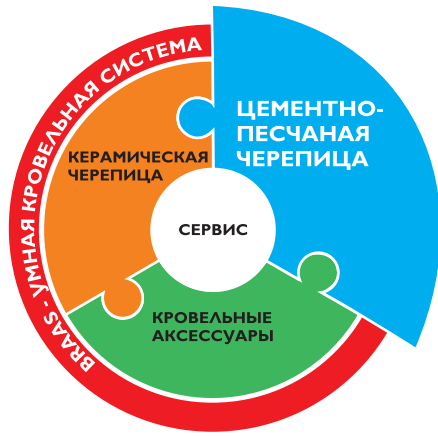 BRAAS - УМНАЯ КРОВЕЛЬНАЯ СИСТЕМА
ЦЕМЕНТНО-
ПЕСЧАНАЯ
ЧЕРЕПИЦА
КЕРАМИЧЕСКАЯ
ЧЕРЕПИЦА
СЕРВИС
КРОВЕЛЬНЫЕ
АКСЕССУАРЫ